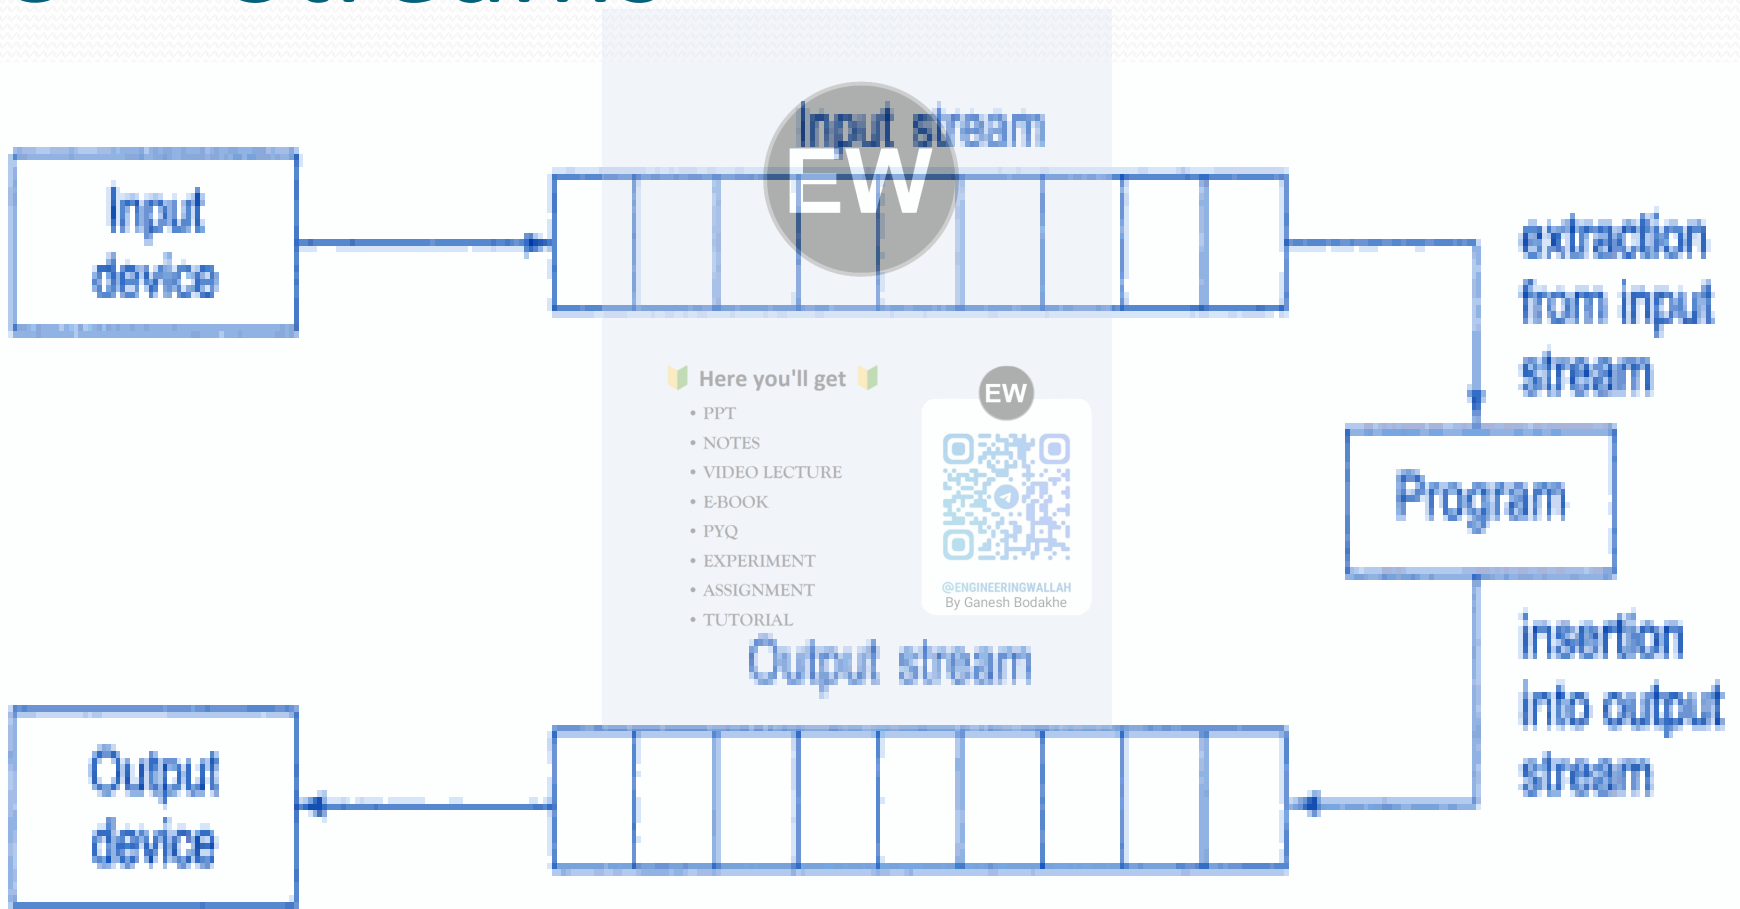 Input stream
EW
Input
device
extraction
from input
stream
Here you'll get
• PPT
• NOTES
• VIDEO LECTURE
• E-BOOK
• PYQ
• EXPERIMENT
• ASSIGNMENT
• TUTORIAL
EW
@ENGINEERINGWALLAH
By Ganesh Bodakhe
Program
Output stream
insertion
into output
stream
Output
device